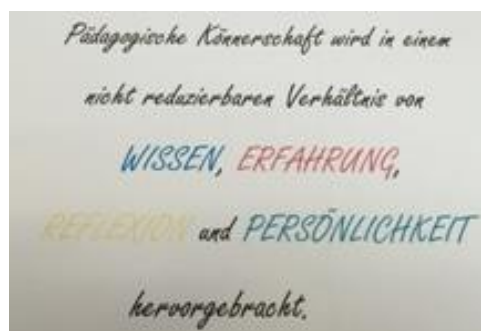 Pädagogische Könnerschaft wird in einem
nicht reduzierbaren Verhältnis von
WISSEN, ERFAHRUNG,
REFLEXION und PERSÖNLICHKEIT
hervorgebracht.